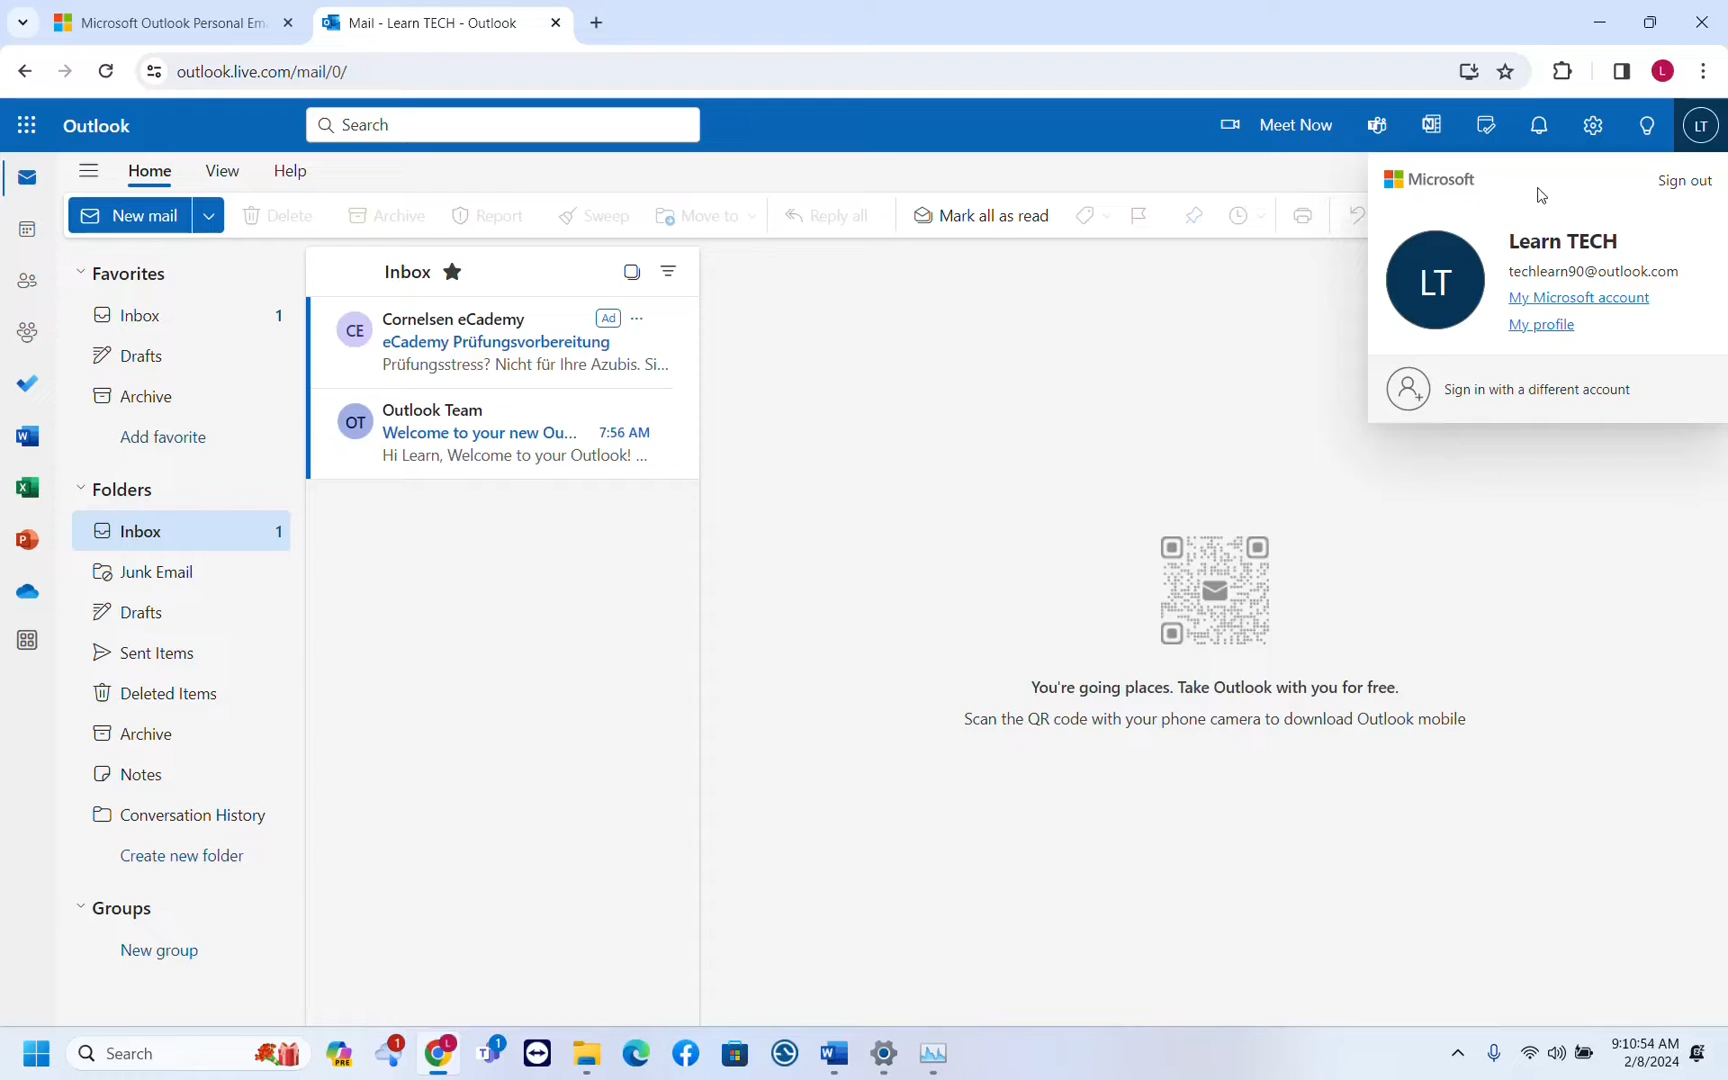 Microsoft Outlook Personal Em
Mail - Learn TECH - Outlook
outlook.live.com/mail/0/
L
Outlook
Search
Meet Now
LT
Home
View
Help
New mail
Delete
Archive
Report
Sweep
Move to
Reply all
Mark all as read
Microsoft
Sign out
LT
Learn TECH
techlearn90@outlook.com
My Microsoft account
My profile
Sign in with a different account
Favorites
Inbox 1
Drafts
Archive
Add favorite
Folders
Inbox 1
Junk Email
Drafts
Sent Items
Deleted Items
Archive
Notes
Conversation History
Create new folder
Groups
New group
Inbox
CE
Cornelsen eCademy
Ad
eCademy Prüfungsvorbereitung
Prüfungsstress? Nicht für Ihre Azubis. Si...
OT
Outlook Team
Welcome to your new Ou... 7:56 AM
Hi Learn, Welcome to your Outlook! ...
You're going places. Take Outlook with you for free.
Scan the QR code with your phone camera to download Outlook mobile
Search
PRE
1
L
1
9:10:54 AM
2/8/2024